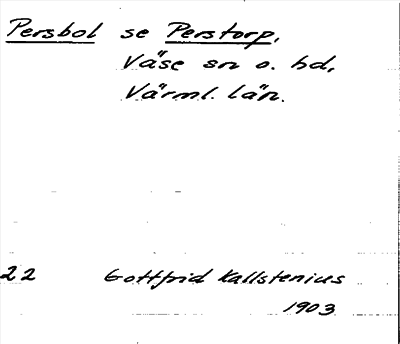 Persbol se Perstorp,
Väse sn o. hd,
Värml. län.
22 Gottfrid Kallstenius
1903